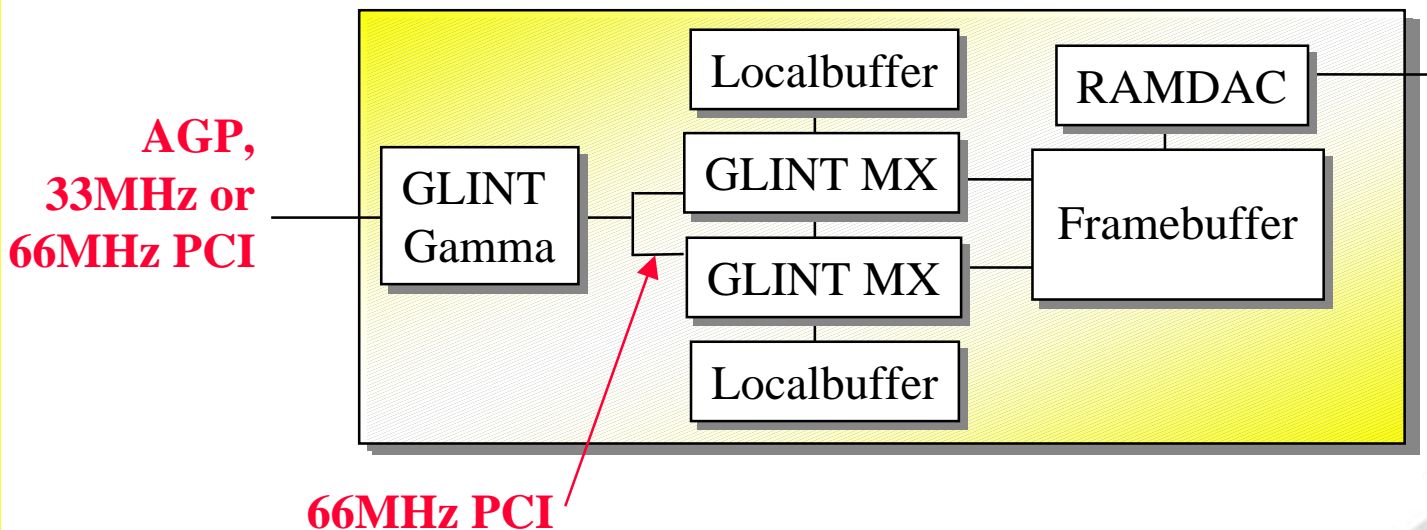 AGP,
33MHz or
66MHz PCI
GLINT
Gamma
Localbuffer
GLINT MX
GLINT MX
Localbuffer
RAMDAC
Framebuffer
66MHz PCI